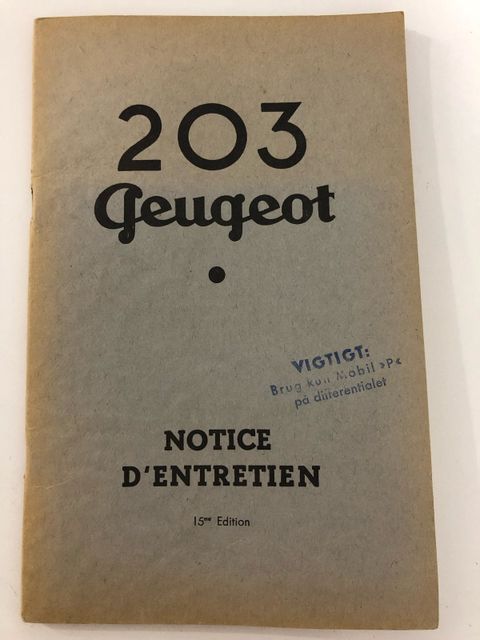 203
Peugeot
VIGTIGT:
Brug kun Mobil »P«
på differentialet
NOTICE
D'ENTRETIEN
15me Edition